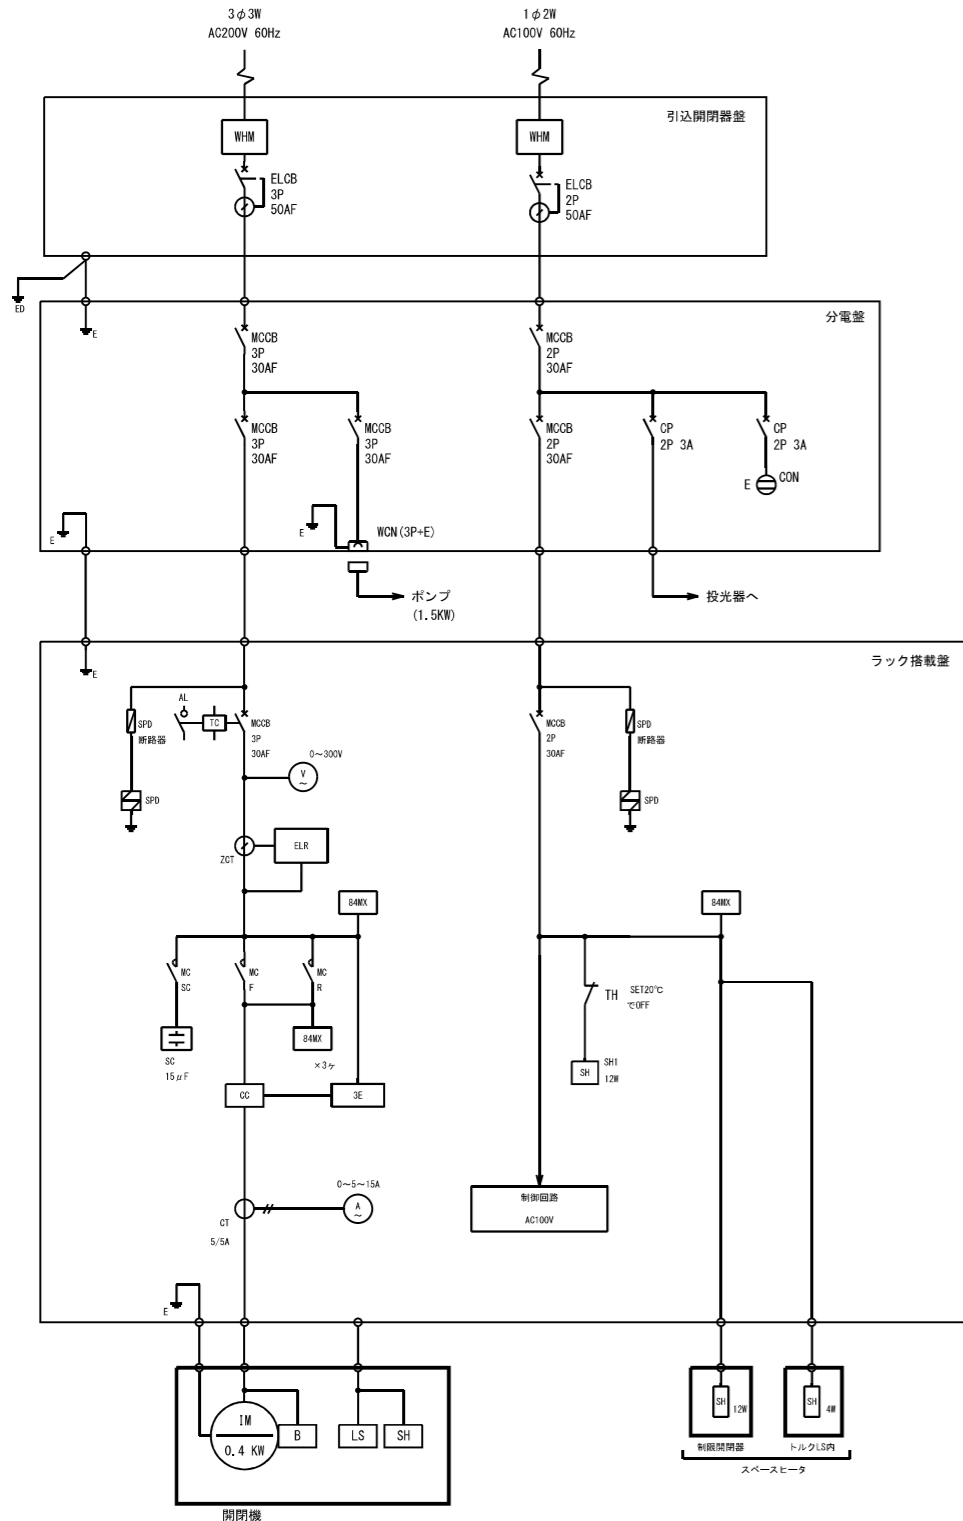 3φ3W
AC200V 60Hz
1φ2W
AC100V 60Hz
引込開閉器盤
WHM
WHM
ELCB
3P
50AF
ELCB
2P
50AF
ED
E
分電盤
MCCB
3P
30AF
MCCB
2P
30AF
MCCB
3P
30AF
MCCB
3P
30AF
MCCB
2P
30AF
CP
2P 3A
CP
2P 3A
E
CON
E
E
WCN(3P+E)
ポンプ
(1.5KW)
投光器へ
ラック搭載盤
E
AL
TC
SPD
断路器
MCCB
3P
30AF
MCCB
2P
30AF
SPD
断路器
0～300V
V
～
SPD
SPD
ZCT
ELR
84MX
84MX
MC
SC
MC
F
MC
R
TH
SET20℃
でOFF
84MX
×3ヶ
SC
15μF
SH
SH1
12W
CC
3E
0～5～15A
A
～
CT
5/5A
制御回路
AC100V
E
IM
0.4 KW
B
LS
SH
SH
12W
SH
4W
制限開閉器
トルクLS内
スペースヒータ
開閉機